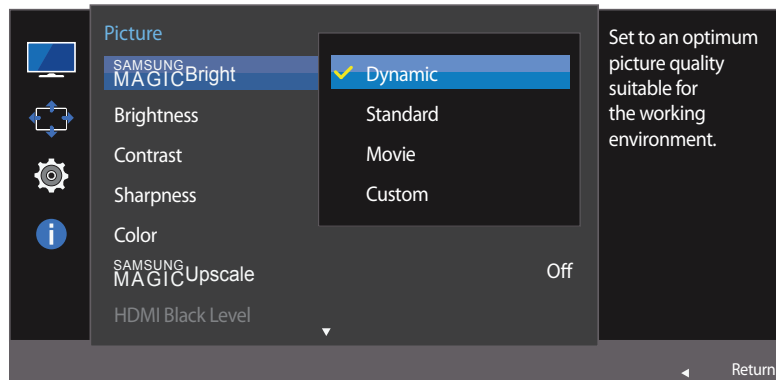 Picture
SAMSUNG
MAGICBright
Dynamic
Brightness
Standard
Contrast
Movie
Sharpness
Custom
Color
SAMSUNG
MAGICUpscale
Off
HDMI Black Level
Set to an optimum
picture quality
suitable for
the working
environment.
Return